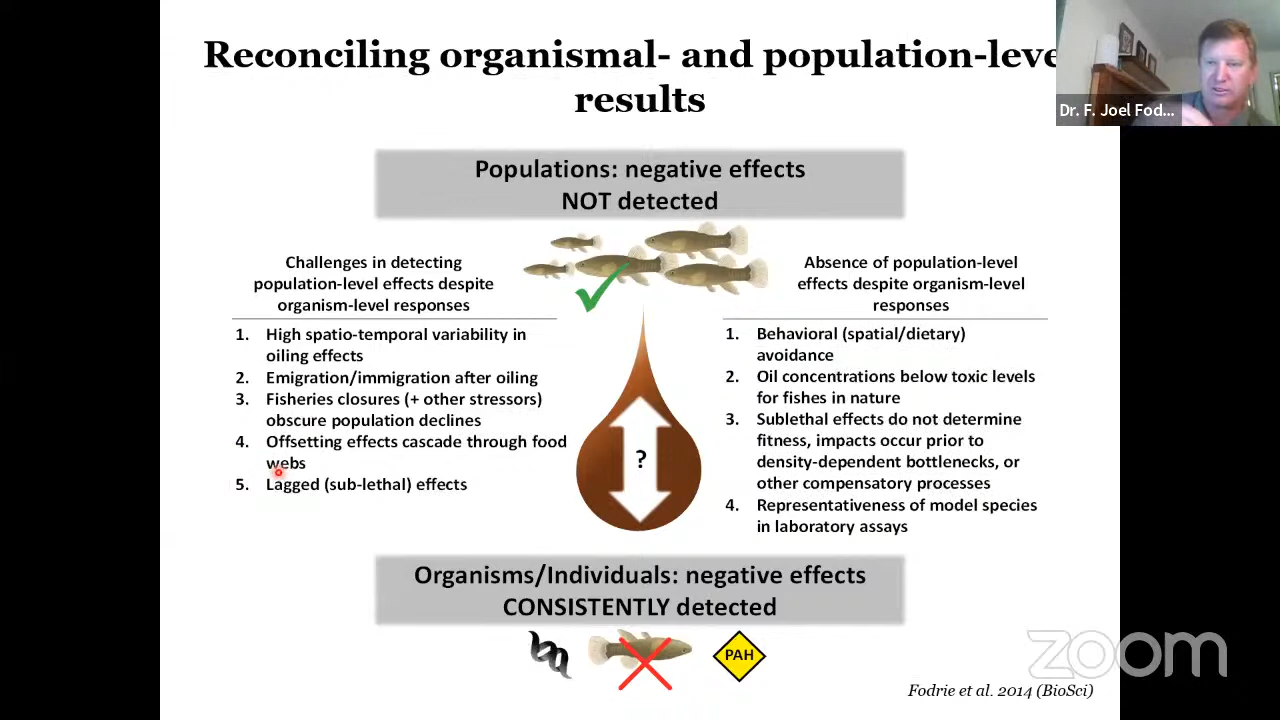 Reconciling organismal- and population-leve
results
Dr. F. Joel Fod...
Populations: negative effects
NOT detected
Challenges in detecting
population-level effects despite
organism-level responses
1. High spatio-temporal variability in
oiling effects
2. Emigration/immigration after oiling
3. Fisheries closures (+ other stressors)
obscure population declines
4. Offsetting effects cascade through food
webs
5. Lagged (sub-lethal) effects
Absence of population-level
effects despite organism-level
responses
1. Behavioral (spatial/dietary)
avoidance
2. Oil concentrations below toxic levels
for fishes in nature
3. Sublethal effects do not determine
fitness, impacts occur prior to
density-dependent bottlenecks, or
other compensatory processes
4. Representativeness of model species
in laboratory assays
?
Organisms/Individuals: negative effects
CONSISTENTLY detected
PAH
zoom
Fodrie et al. 2014 (BioSci)